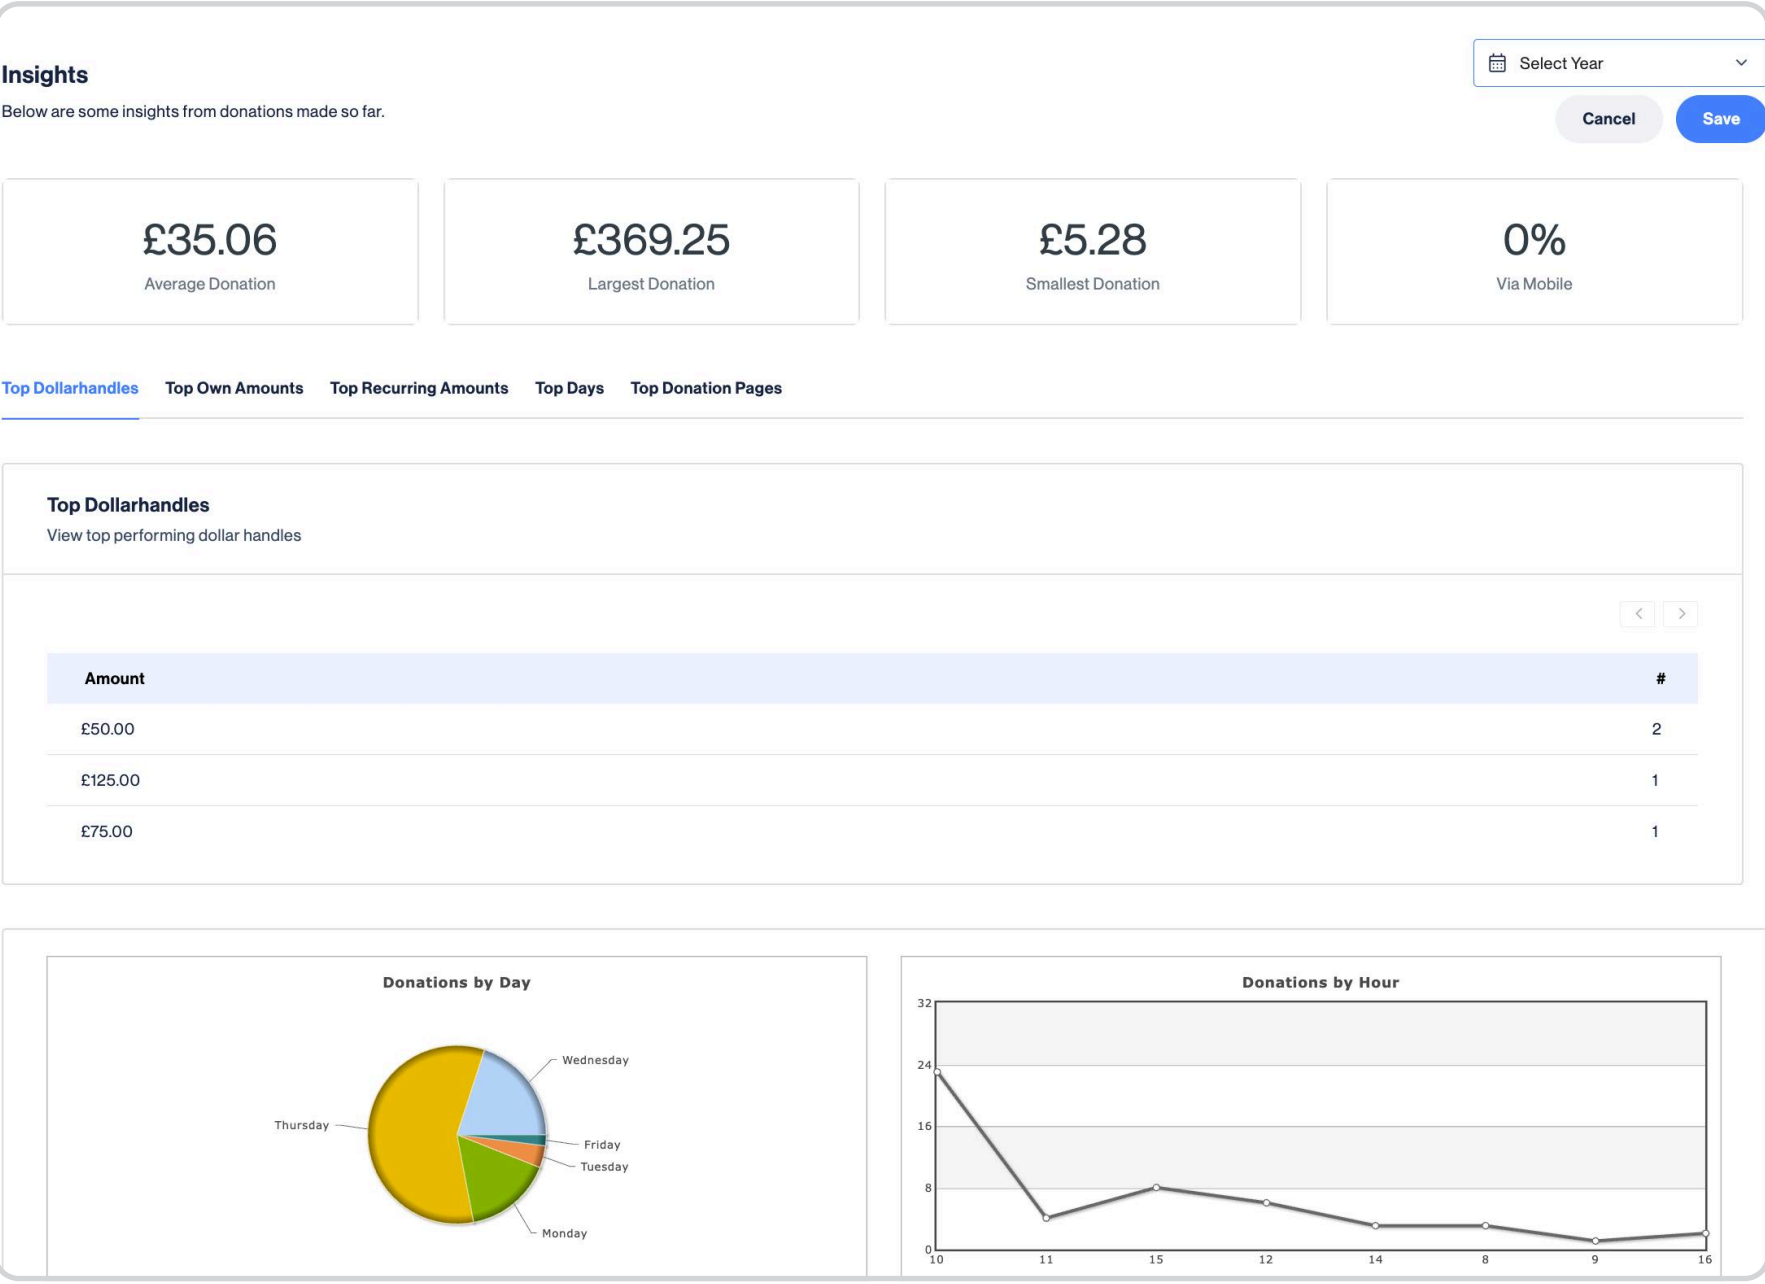 Insights
Below are some insights from donations made so far.
Select Year
Cancel Save
£35.06
Average Donation
£369.25
Largest Donation
£5.28
Smallest Donation
0%
Via Mobile
Top Dollarhandles Top Own Amounts Top Recurring Amounts Top Days Top Donation Pages
Top Dollarhandles
View top performing dollar handles
Amount #
£50.00 2
£125.00 1
£75.00 1
Donations by Day
Wednesday
Thursday
Friday
Tuesday
Monday
Donations by Hour
32
24
16
8
0
10 11 15 12 14 8 9 16